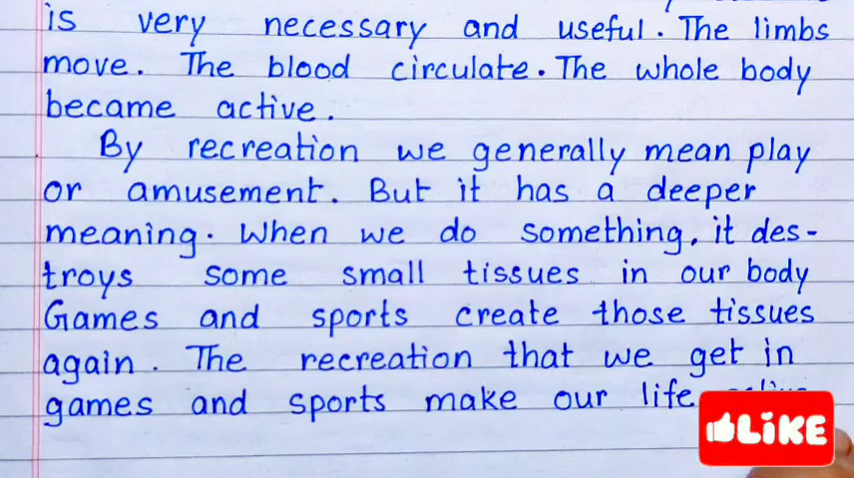 is very necessary and useful. The limbs
move. The blood circulate. The whole body
became active.
By recreation we generally mean play
or amusement. But it has a deeper
meaning. When we do something, it des-
troys some small tissues in our body
Games and sports create those tissues
again. The recreation that we get in
games and sports make our life
LiKE